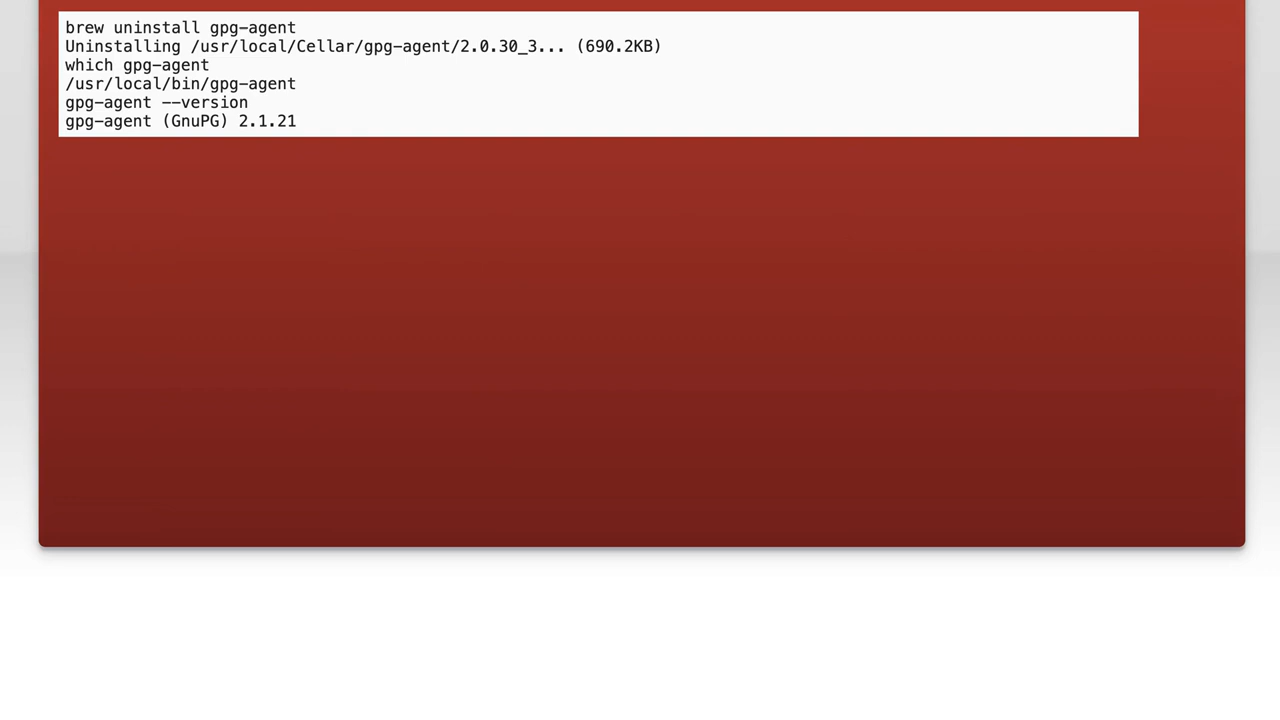 brew uninstall gpg-agent
Uninstalling /usr/local/Cellar/gpg-agent/2.0.30_3... (690.2KB)
which gpg-agent
/usr/local/bin/gpg-agent
gpg-agent --version
gpg-agent (GnuPG) 2.1.21